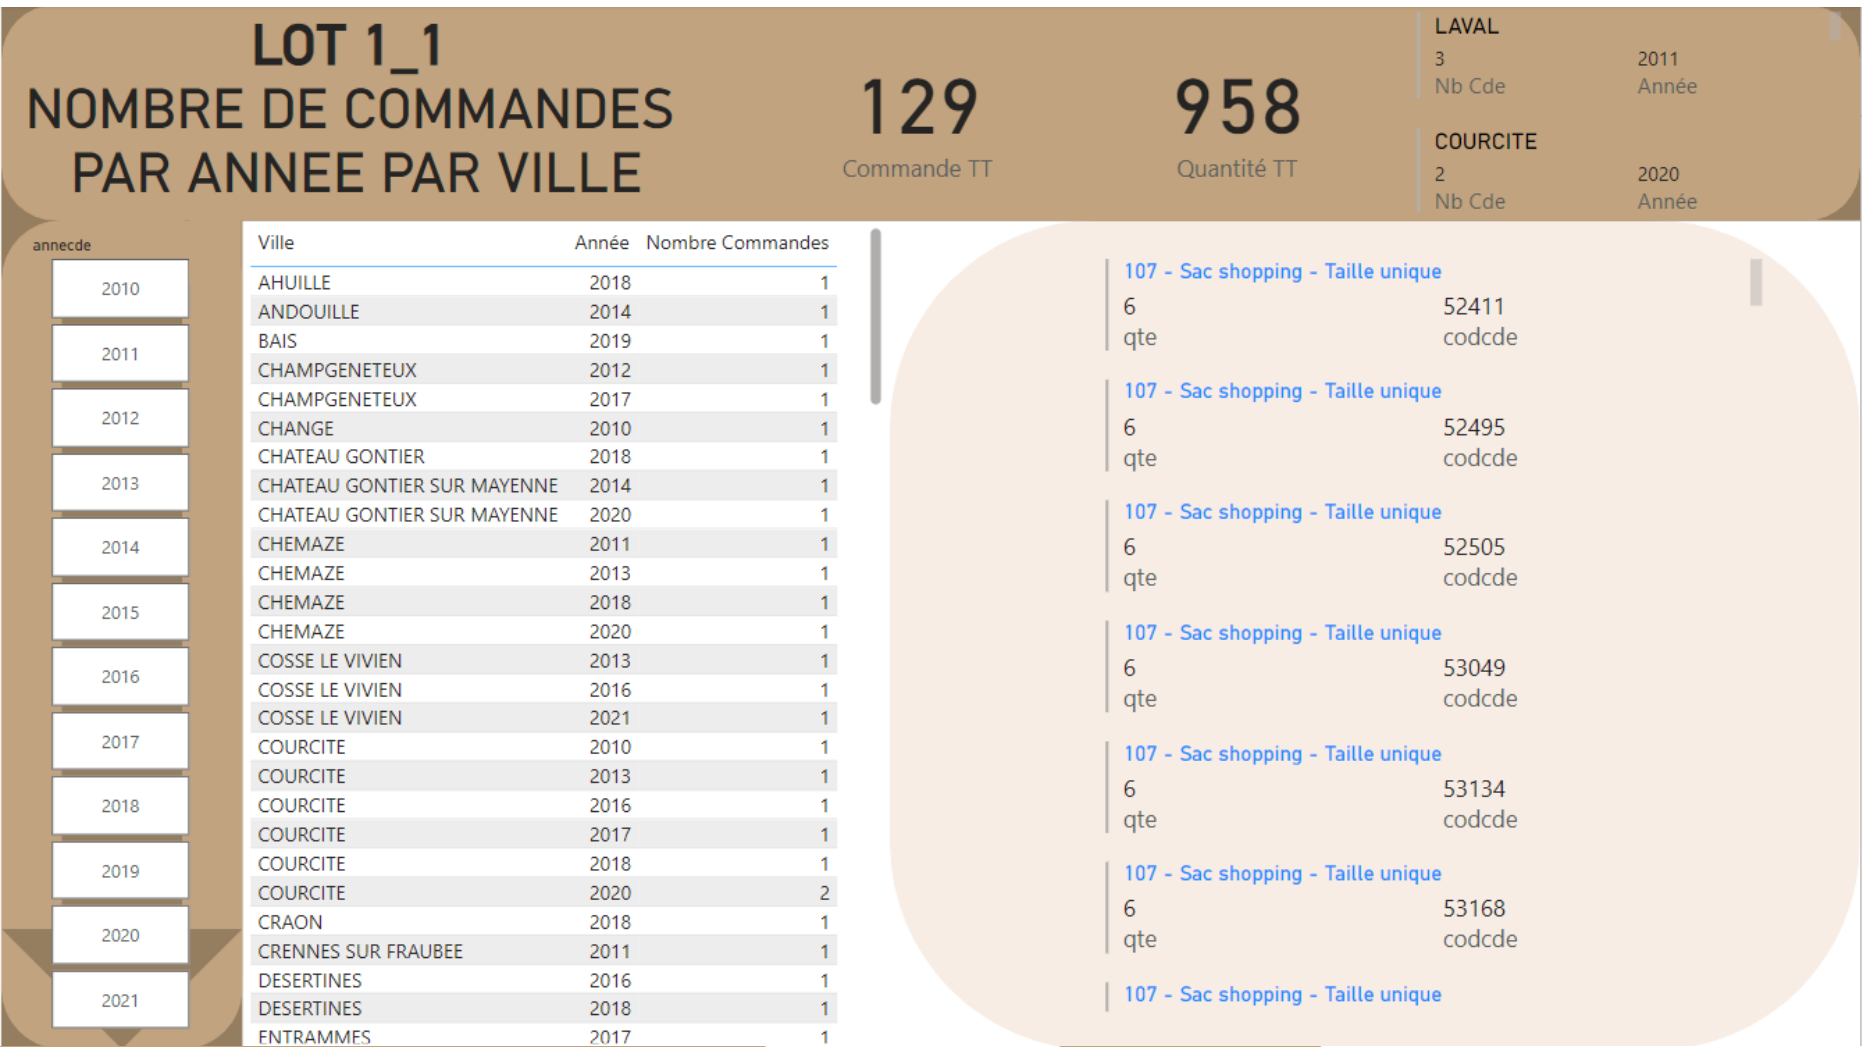 LOT 1_1
NOMBRE DE COMMANDES
PAR ANNEE PAR VILLE
129
Commande TT
958
Quantité TT
LAVAL
3 2011
Nb Cde Année
COURCITE
2 2020
Nb Cde Année
annecde
2010
2011
2012
2013
2014
2015
2016
2017
2018
2019
2020
2021
Ville Année Nombre Commandes
AHUILLE 2018 1
ANDOUILLE 2014 1
BAIS 2019 1
CHAMPGENETEUX 2012 1
CHAMPGENETEUX 2017 1
CHANGE 2010 1
CHATEAU GONTIER 2018 1
CHATEAU GONTIER SUR MAYENNE 2014 1
CHATEAU GONTIER SUR MAYENNE 2020 1
CHEMAZE 2011 1
CHEMAZE 2013 1
CHEMAZE 2018 1
CHEMAZE 2020 1
COSSE LE VIVIEN 2013 1
COSSE LE VIVIEN 2016 1
COSSE LE VIVIEN 2021 1
COURCITE 2010 1
COURCITE 2013 1
COURCITE 2016 1
COURCITE 2017 1
COURCITE 2018 1
COURCITE 2020 2
CRAON 2018 1
CRENNES SUR FRAUBEE 2011 1
DESERTINES 2016 1
DESERTINES 2018 1
ENTRAMMES 2017 1
107 - Sac shopping - Taille unique
6 52411
qte codcde
107 - Sac shopping - Taille unique
6 52495
qte codcde
107 - Sac shopping - Taille unique
6 52505
qte codcde
107 - Sac shopping - Taille unique
6 53049
qte codcde
107 - Sac shopping - Taille unique
6 53134
qte codcde
107 - Sac shopping - Taille unique
6 53168
qte codcde
107 - Sac shopping - Taille unique